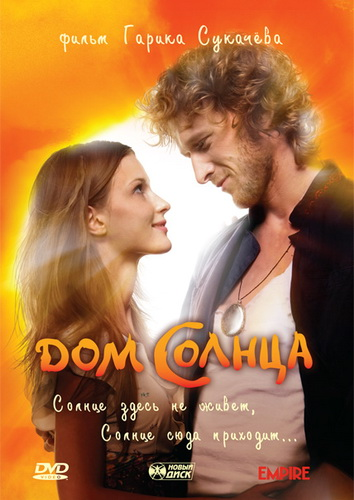 фильм Гарика Сукачёва
Дом Солнца
Солнце здесь не живет,
Солнце сюда приходит...
DVD
VIDEO
НОВЫЙ
ДИСК
EMPIRE